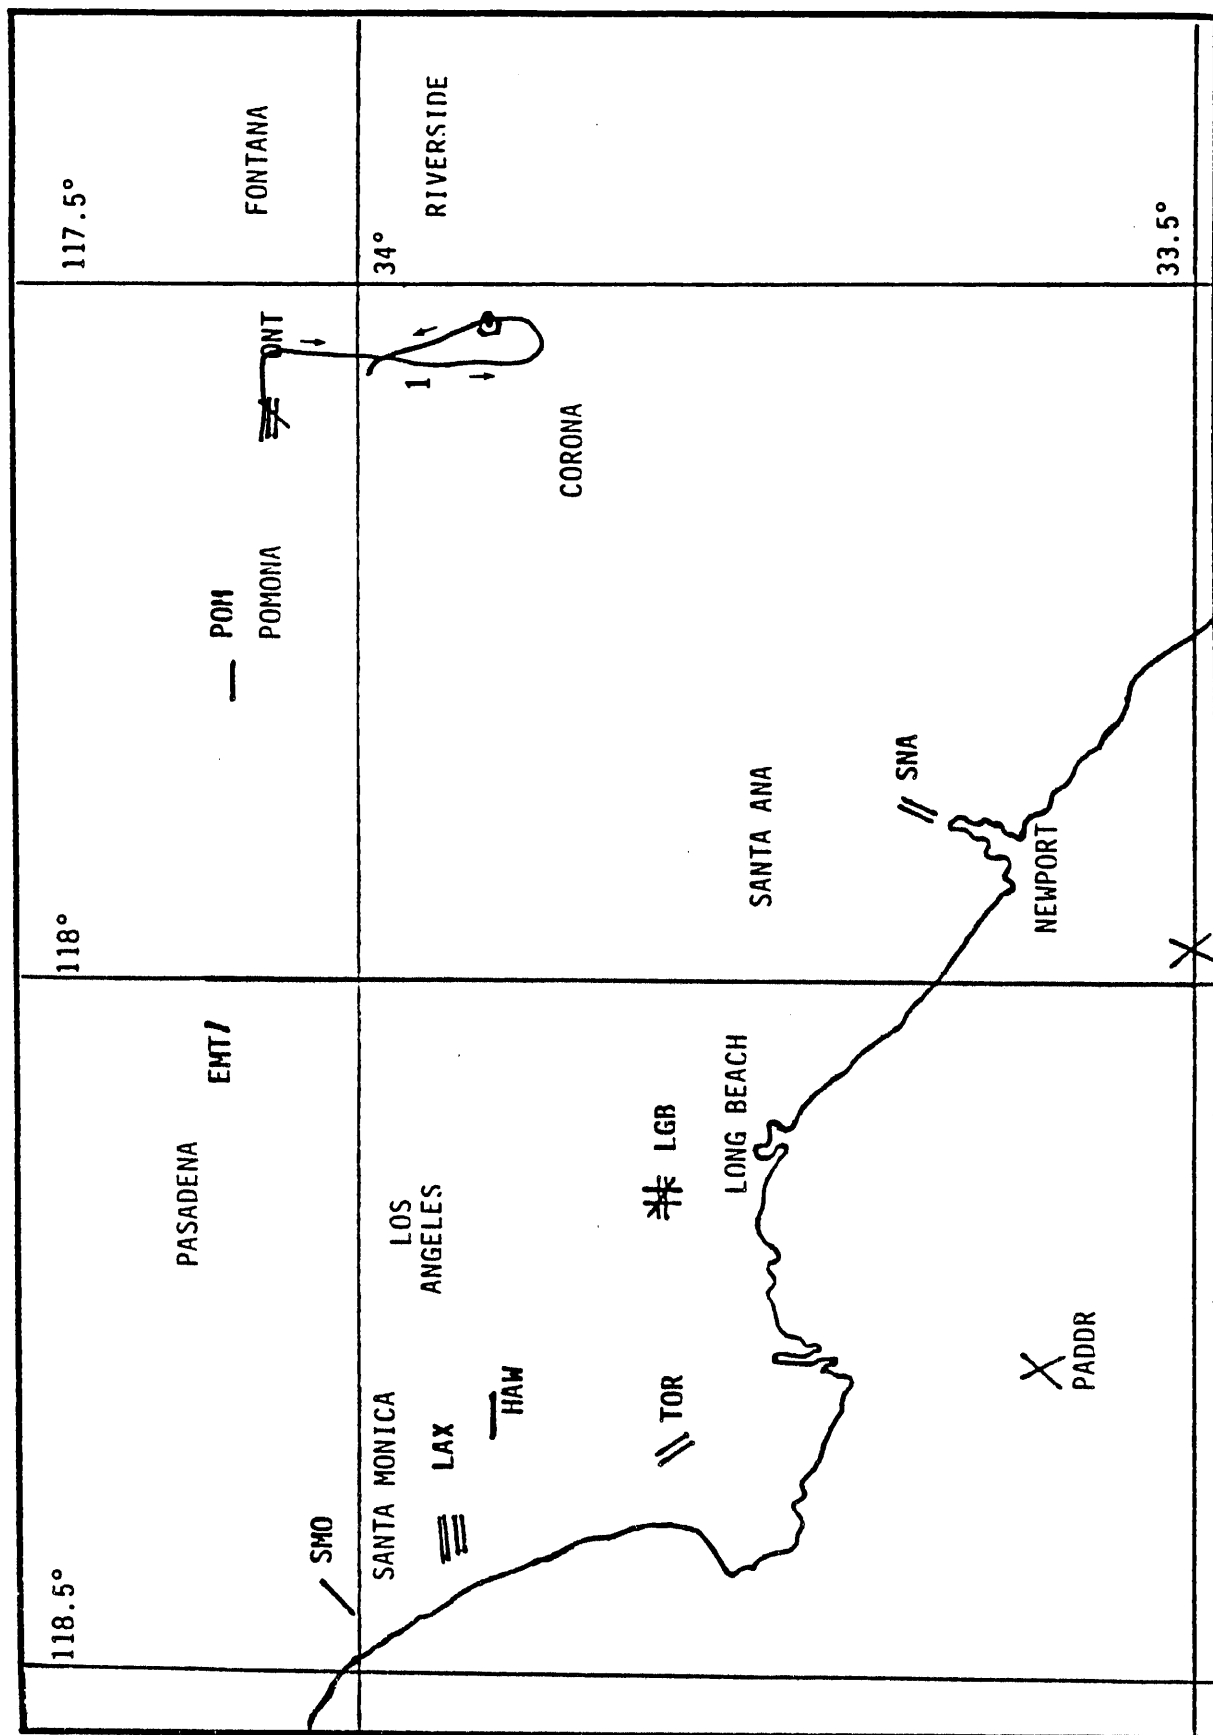 118.5°
118°
117.5°
PASADENA
EMT
POM
POMONA
ONT
FONTANA
SMO
34°
SANTA MONICA
LOS
ANGELES
1
RIVERSIDE
LAX
HAW
CORONA
TOR
LGB
LONG BEACH
SANTA ANA
SNA
NEWPORT
PADDR
33.5°